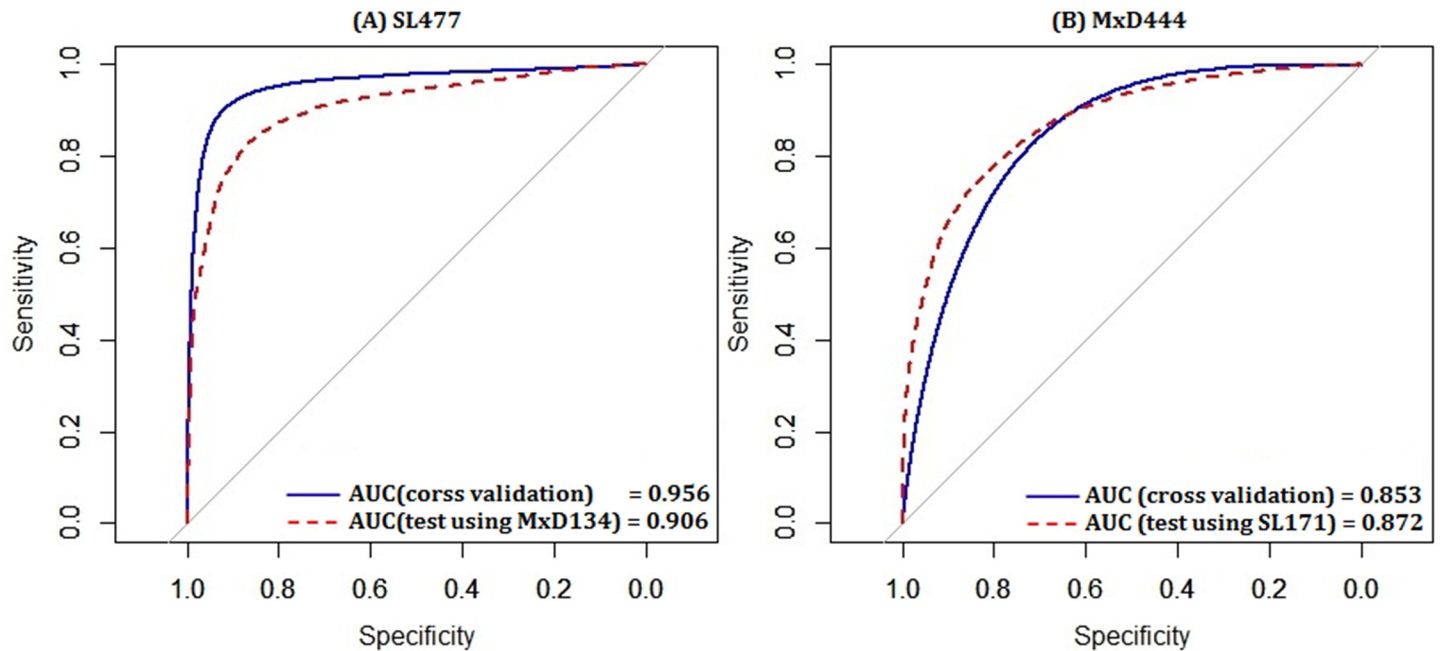 (A) SL477
1.0
0.8
0.6
0.4
0.2
0.0
Sensitivity
AUC(corss validation) = 0.956
AUC(test using MxD134) = 0.906
1.0 0.8 0.6 0.4 0.2 0.0
Specificity
(B) MxD444
1.0
0.8
0.6
0.4
0.2
0.0
Sensitivity
AUC (cross validation) = 0.853
AUC (test using SL171) = 0.872
1.0 0.8 0.6 0.4 0.2 0.0
Specificity